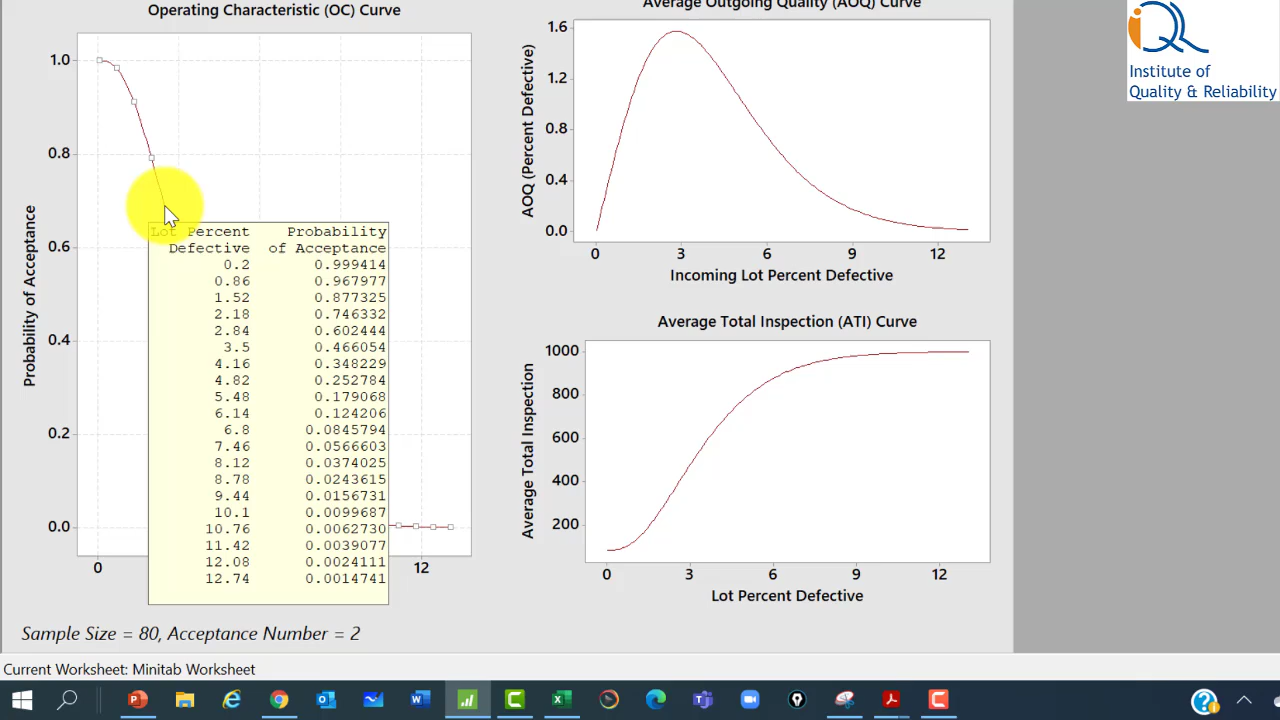 Operating Characteristic (OC) Curve
Probability of Acceptance
1.0
0.8
0.6
0.4
0.2
0.0
0
12
Lot Percent Probability
Defective of Acceptance
0.2 0.999414
0.86 0.967977
1.52 0.877325
2.18 0.746332
2.84 0.602444
3.5 0.466054
4.16 0.348229
4.82 0.252784
5.48 0.179068
6.14 0.124206
6.8 0.0845794
7.46 0.0566603
8.12 0.0374025
8.78 0.0243615
9.44 0.0156731
10.1 0.0099687
10.76 0.0062730
11.42 0.0039077
12.08 0.0024111
12.74 0.0014741
Average Outgoing Quality (AOQ) Curve
AOQ (Percent Defective)
1.6
1.2
0.8
0.4
0.0
0 3 6 9 12
Incoming Lot Percent Defective
Average Total Inspection (ATI) Curve
Average Total Inspection
1000
800
600
400
200
0 3 6 9 12
Lot Percent Defective
iQR
Institute of
Quality & Reliability
Sample Size = 80, Acceptance Number = 2
Current Worksheet: Minitab Worksheet